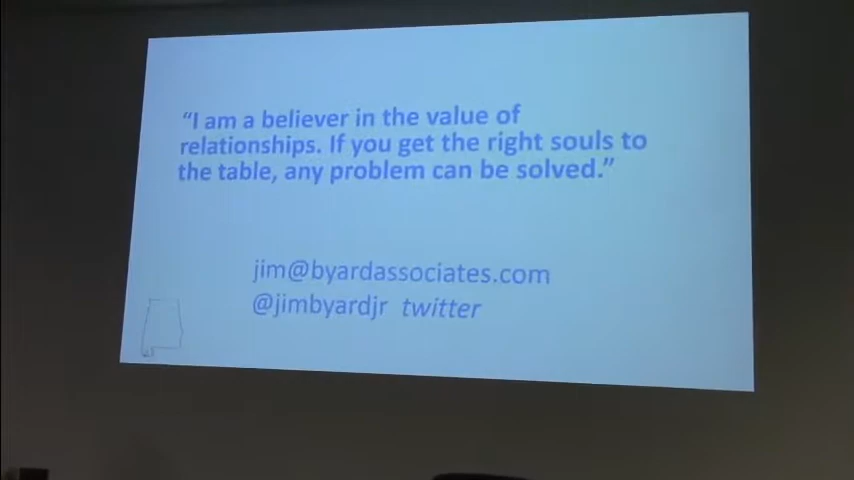 “I am a believer in the value of
relationships. If you get the right souls to
the table, any problem can be solved.”
jim@byardassociates.com
@jimbyardjr twitter